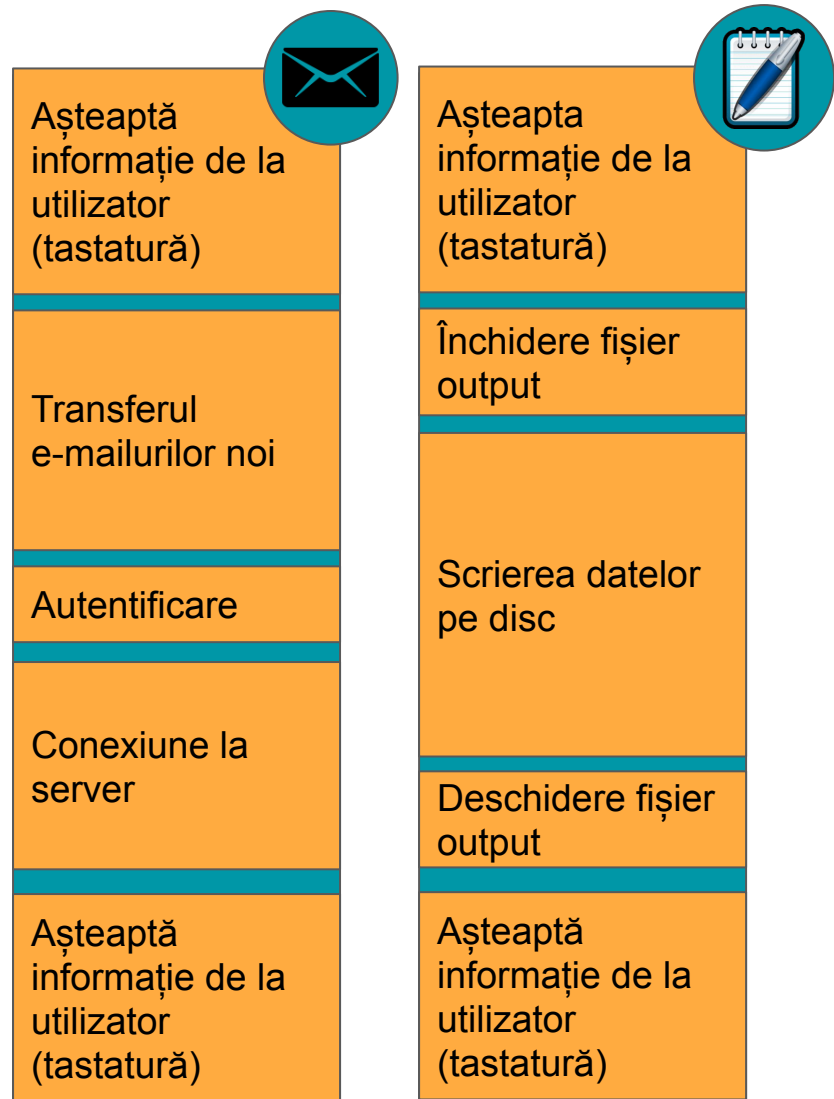 Așteaptă
informație de la
utilizator
(tastatură)
Transferul
e-mailurilor noi
Autentificare
Conexiune la
server
Așteaptă
informație de la
utilizator
(tastatură)
Așteapta
informație de la
utilizator
(tastatură)
Închidere fișier
output
Scrierea datelor
pe disc
Deschidere fișier
output
Așteaptă
informație de la
utilizator
(tastatură)